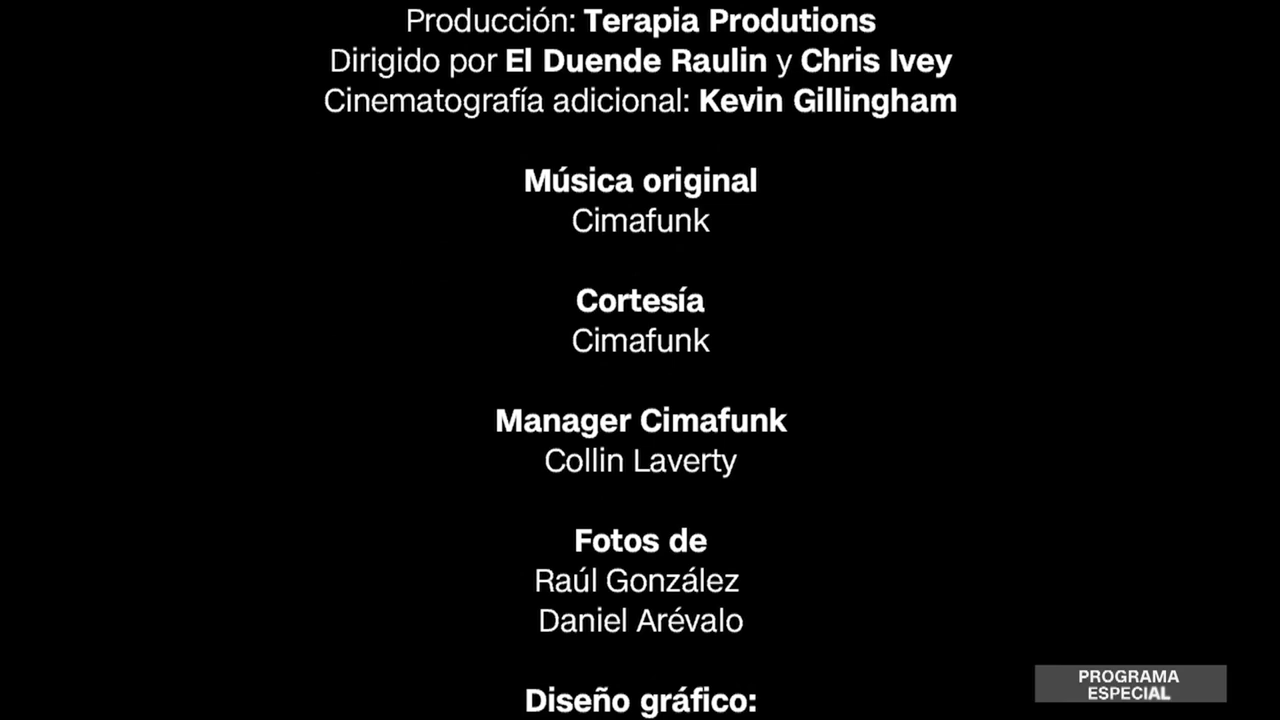 Producción: Terapia Produtions
Dirigido por El Duende Raulin y Chris Ivey
Cinematografía adicional: Kevin Gillingham
Música original
Cimafunk
Cortesía
Cimafunk
Manager Cimafunk
Collin Laverty
Fotos de
Raúl González
Daniel Arévalo
Diseño gráfico:
PROGRAMA
ESPECIAL